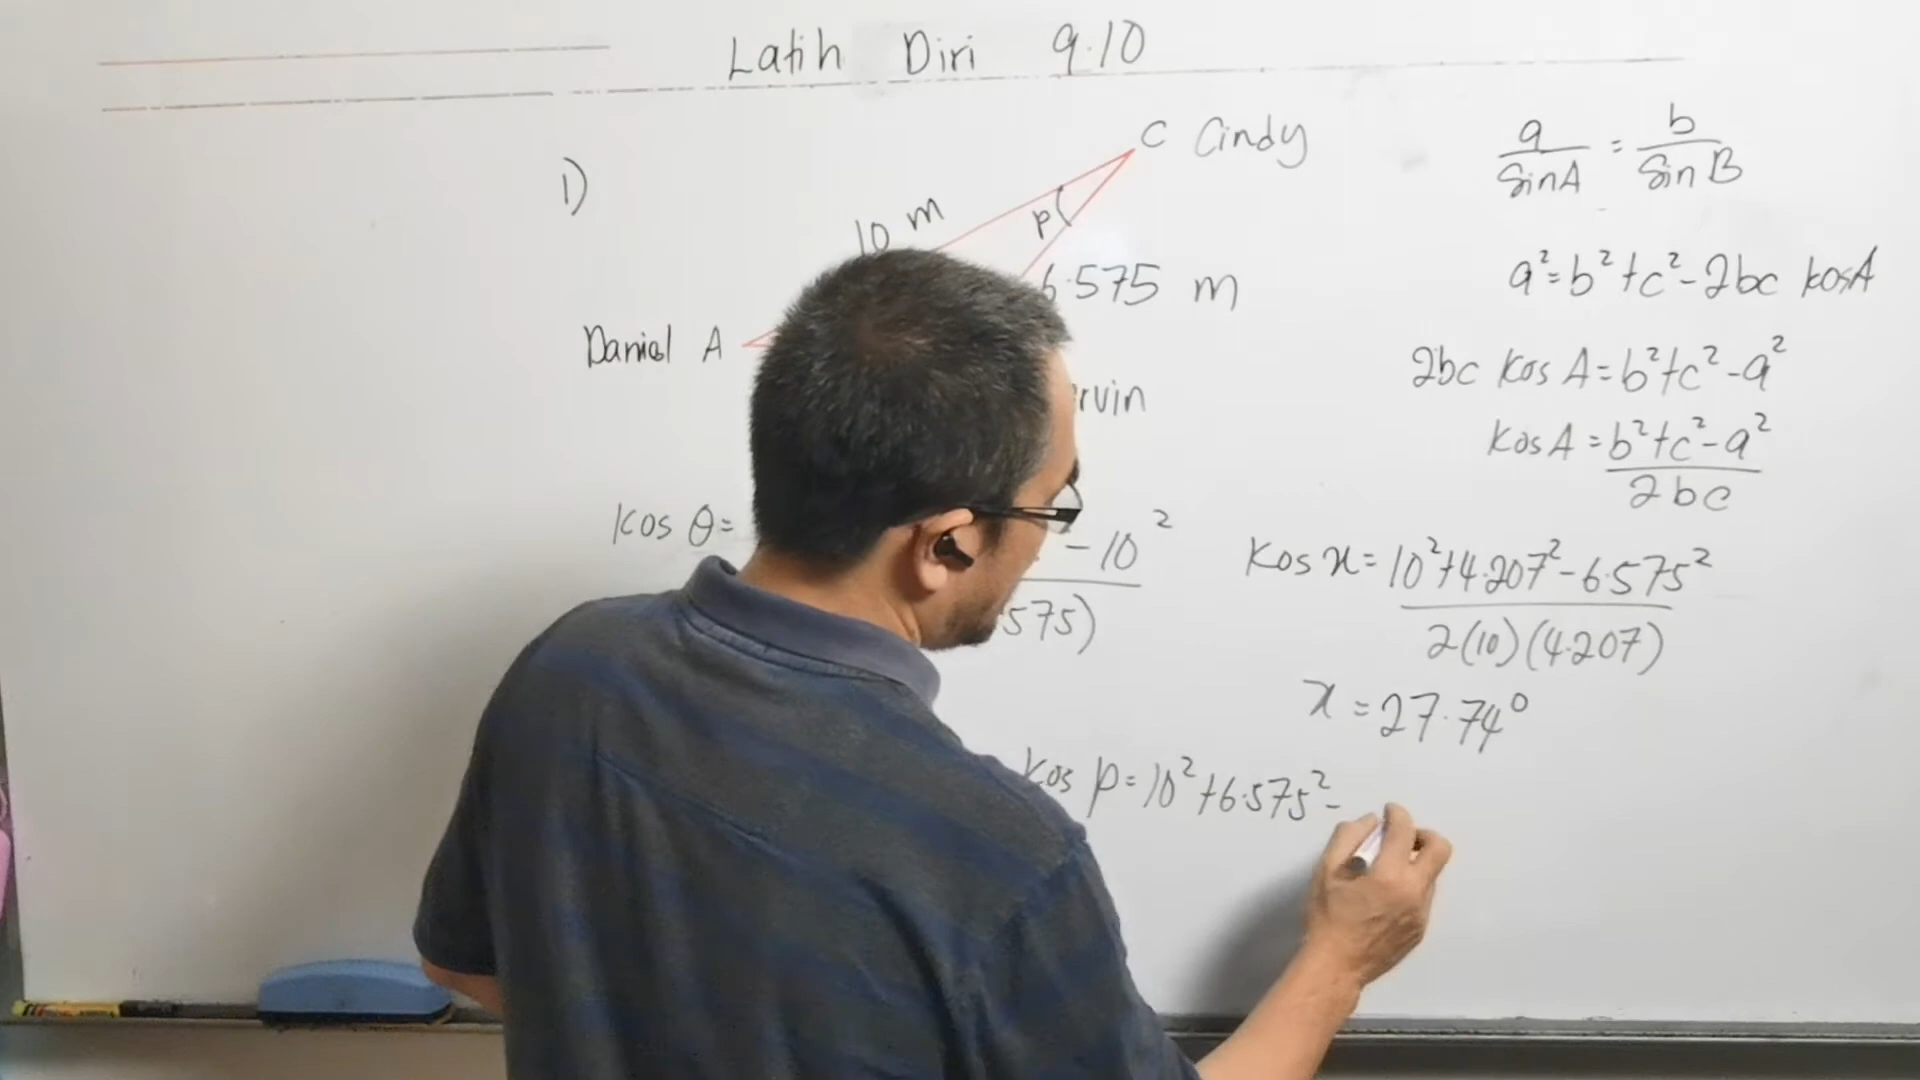 Latih Diri 9.10
1)
C Cindy
10 m
p
6.575 m
Daniel A
rvin
kos θ=
-10²
575)
a/SinA = b/SinB
a²=b²+c²-2bc kosA
2bc kos A=b²+c²-a²
kos A=b²+c²-a²
2bc
kos x=10²+4.207²-6.575²
2(10)(4.207)
x=27.74°
kos p=10²+6.575²-